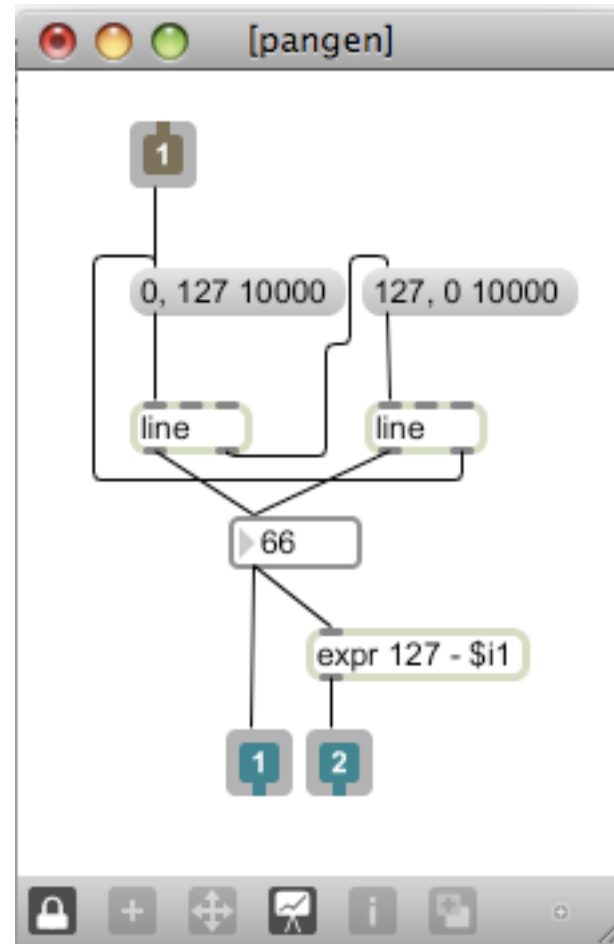 [pangen]
1
0, 127 10000
127, 0 10000
line
line
66
expr 127 - $i1
1
2